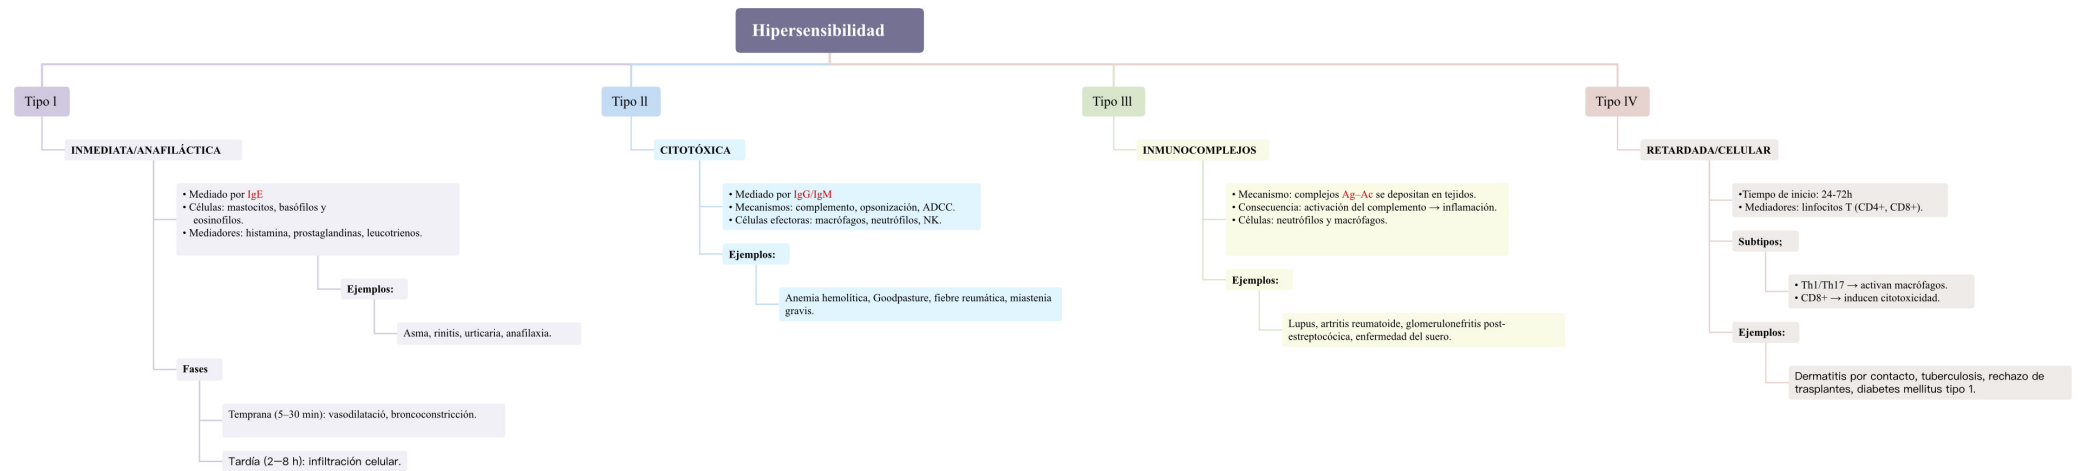 Hipersensibilidad
Tipo l
INMEDIATA/ANAFILÁCTICA
• Mediado por IgE
• Células: mastocitos, basófilos y
eosinofilos.
• Mediadores: histamina, prostaglandinas, leucotrienos.
Ejemplos:
Asma, rinitis, urticaria, anafilaxia.
Fases
Temprana (5–30 min): vasodilatació, broncoconstricción.
Tardía (2–8 h): infiltración celular.
Tipo ll
CITOTÓXICA
• Mediado por IgG/IgM
• Mecanismos: complemento, opsonización, ADCC.
• Células efectoras: macrófagos, neutrófilos, NK.
Ejemplos:
Anemia hemolítica, Goodpasture, fiebre reumática, miastenia
gravis.
Tipo lll
INMUNOCOMPLEJOS
• Mecanismo: complejos Ag–Ac se depositan en tejidos.
• Consecuencia: activación del complemento → inflamación.
• Células: neutrófilos y macrófagos.
Ejemplos:
Lupus, artritis reumatoide, glomerulonefritis post-
estreptocócica, enfermedad del suero.
Tipo lV
RETARDADA/CELULAR
•Tiempo de inicio: 24-72h
• Mediadores: linfocitos T (CD4+, CD8+).
Subtipos;
• Th1/Th17 → activan macrófagos.
• CD8+ → inducen citotoxicidad.
Ejemplos:
Dermatitis por contacto, tuberculosis, rechazo de
trasplantes, diabetes mellitus tipo 1.